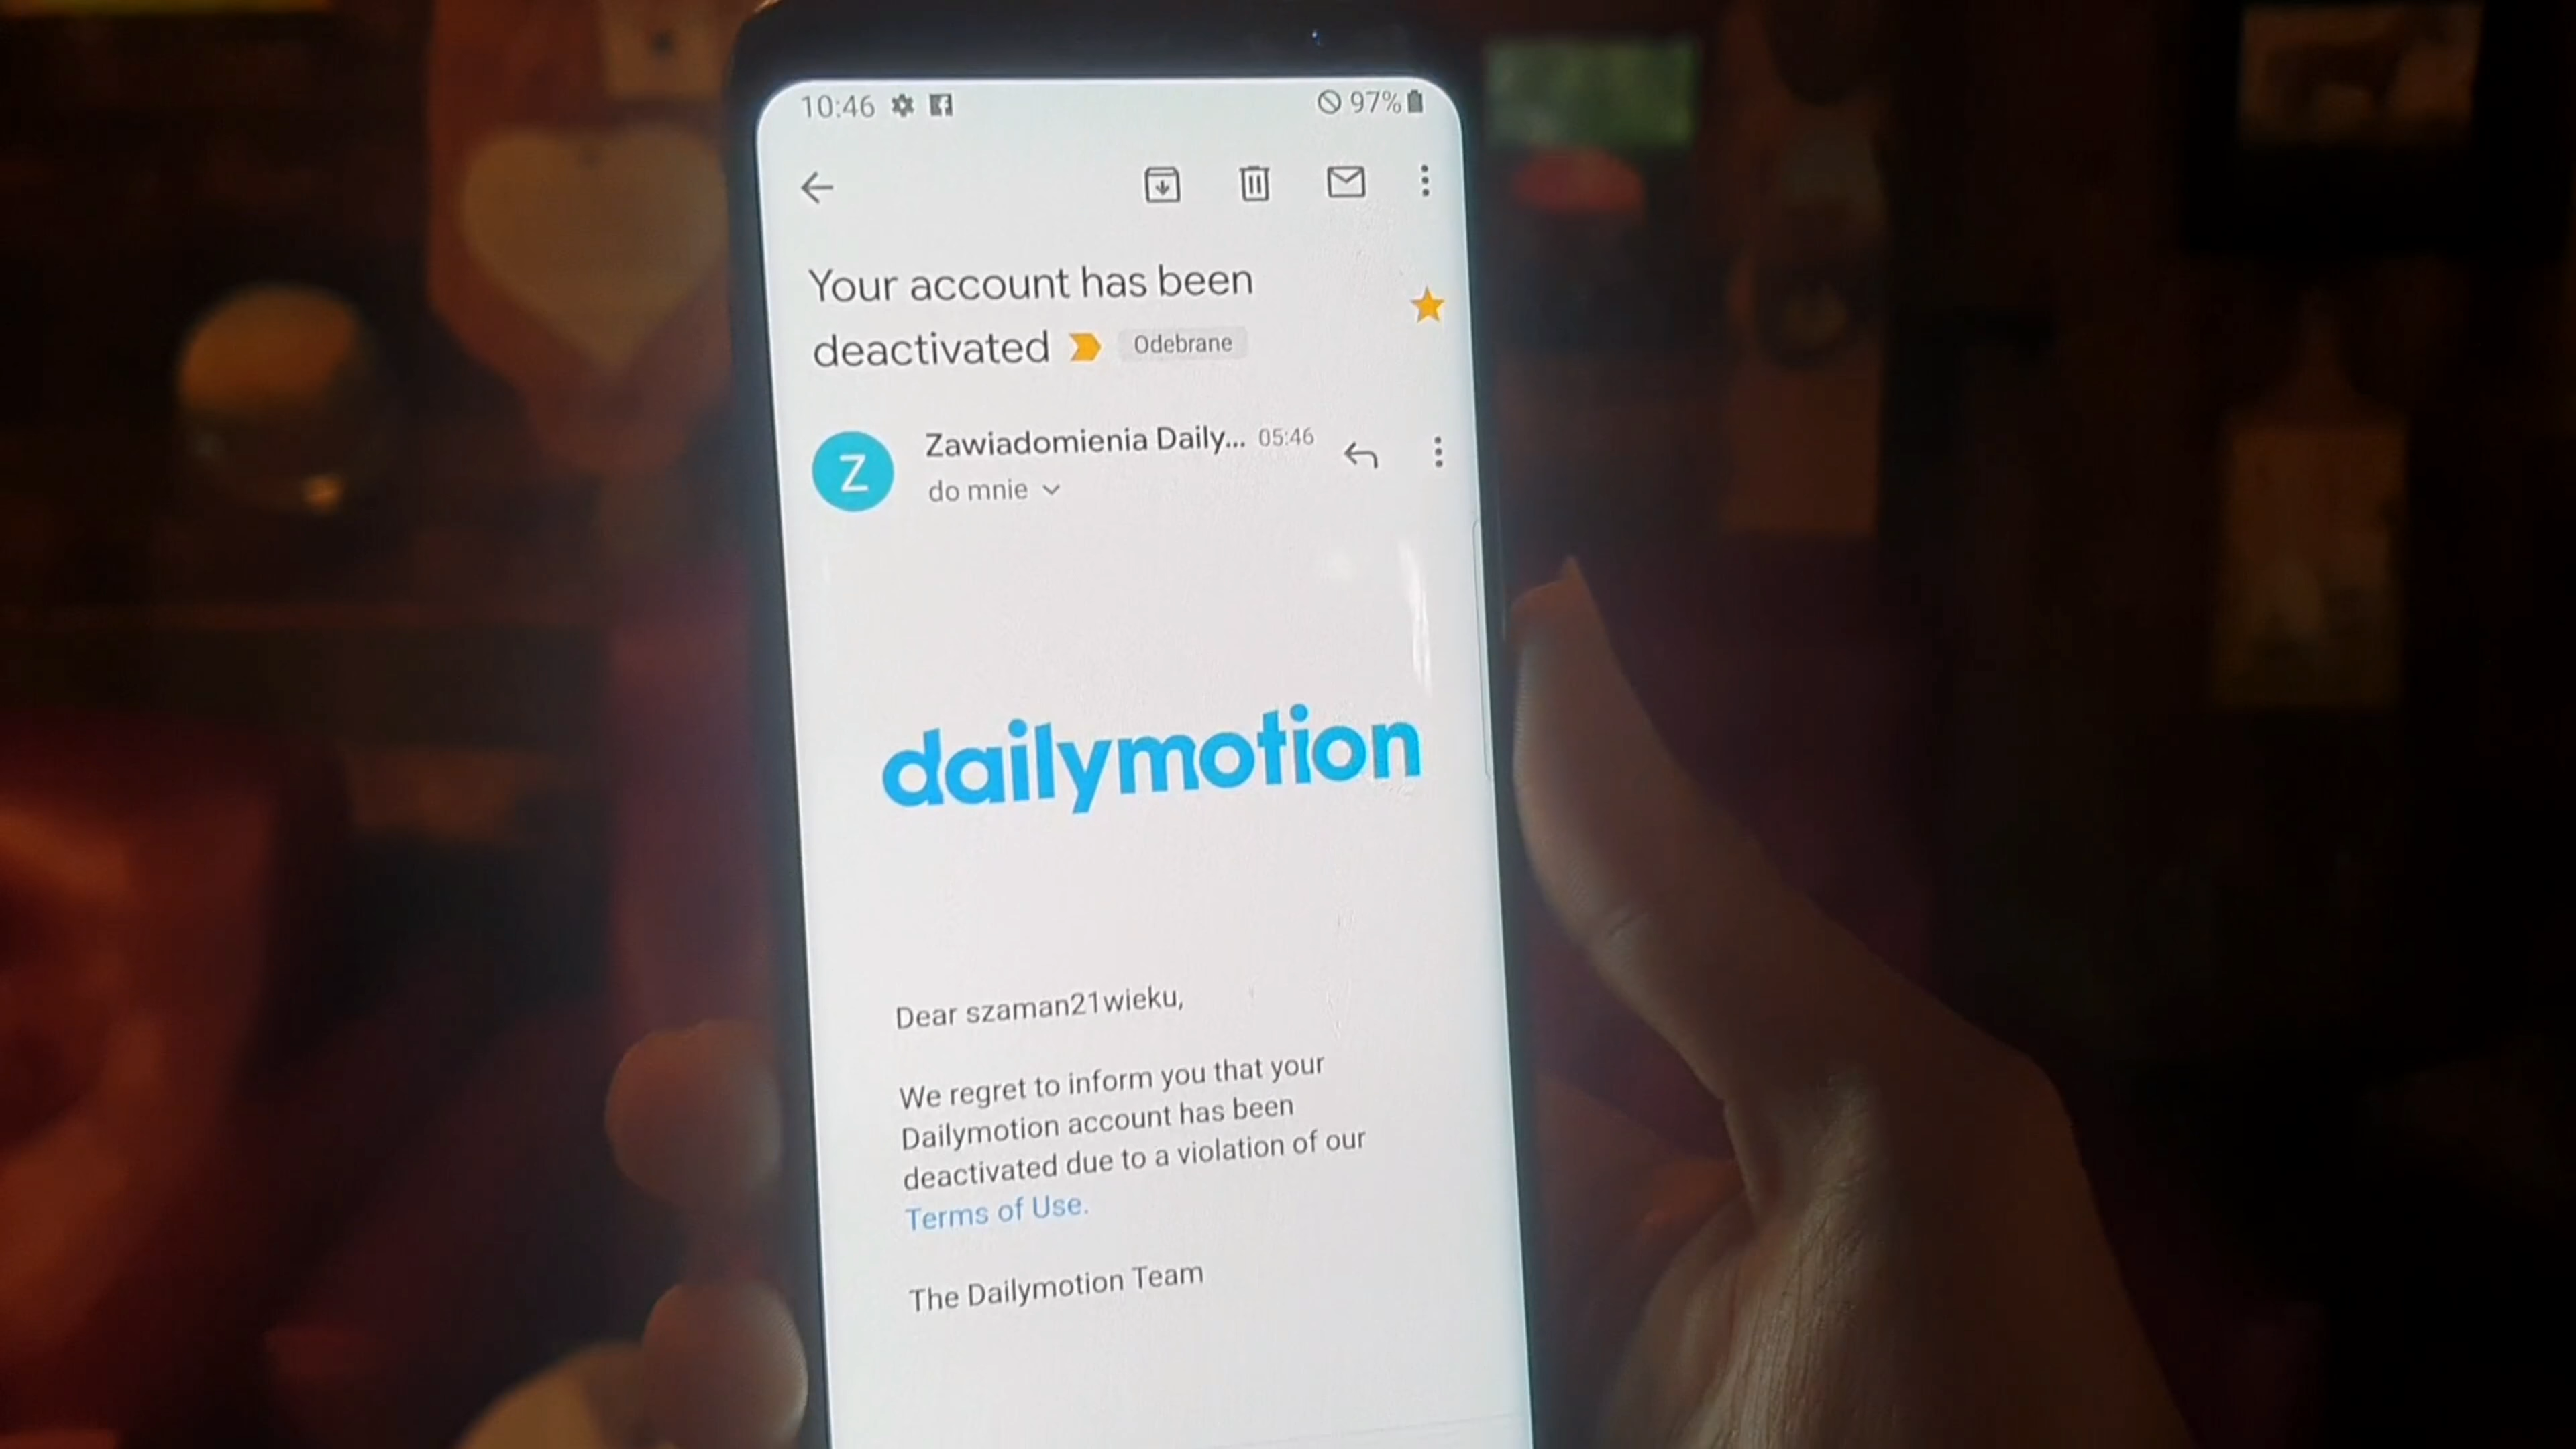 10:46
97%
Your account has been
deactivated Odebrane
Z
Zawiadomienia Daily... 05:46
do mnie
dailymotion
Dear szaman21wieku,
We regret to inform you that your
Dailymotion account has been
deactivated due to a violation of our
Terms of Use.
The Dailymotion Team